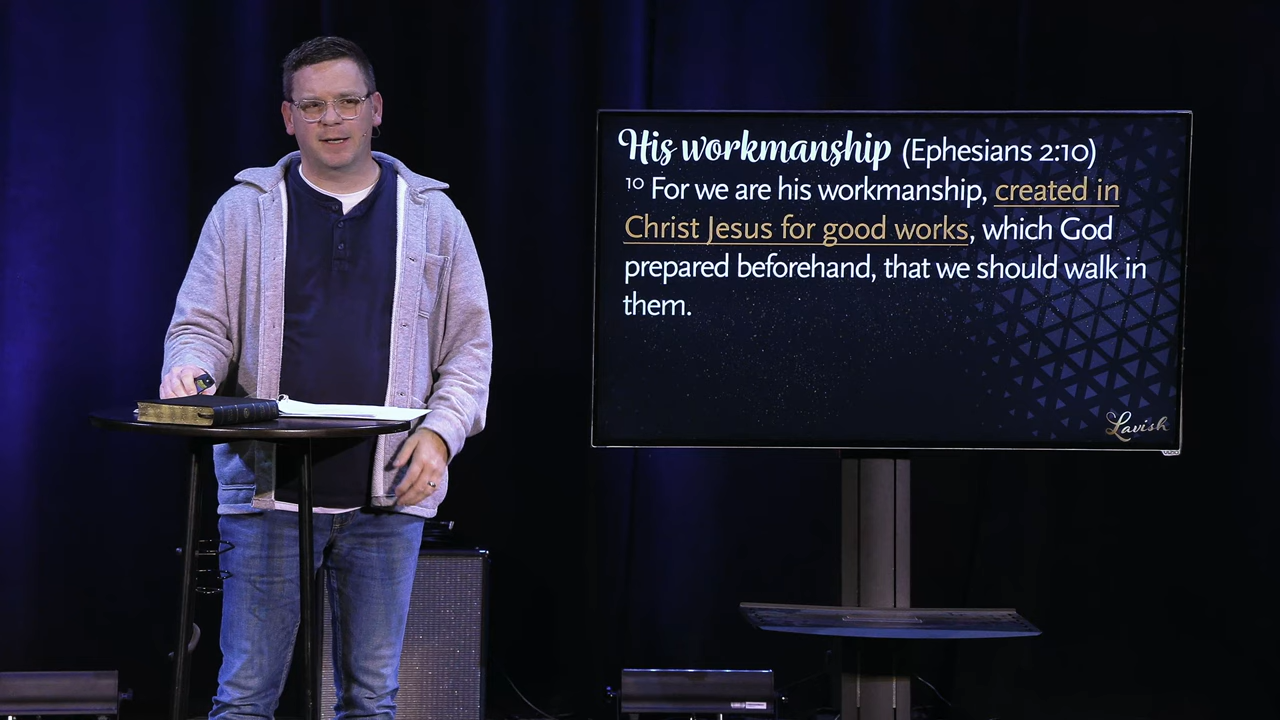 His workmanship (Ephesians 2:10)
10 For we are his workmanship, created in
Christ Jesus for good works, which God
prepared beforehand, that we should walk in
them.
Lavish